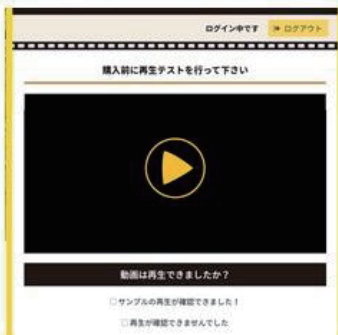 ログイン中です ログアウト
購入前に再生テストを行って下さい
動画は再生できましたか？
サンプルの再生が確認できました！
再生が確認できませんでした